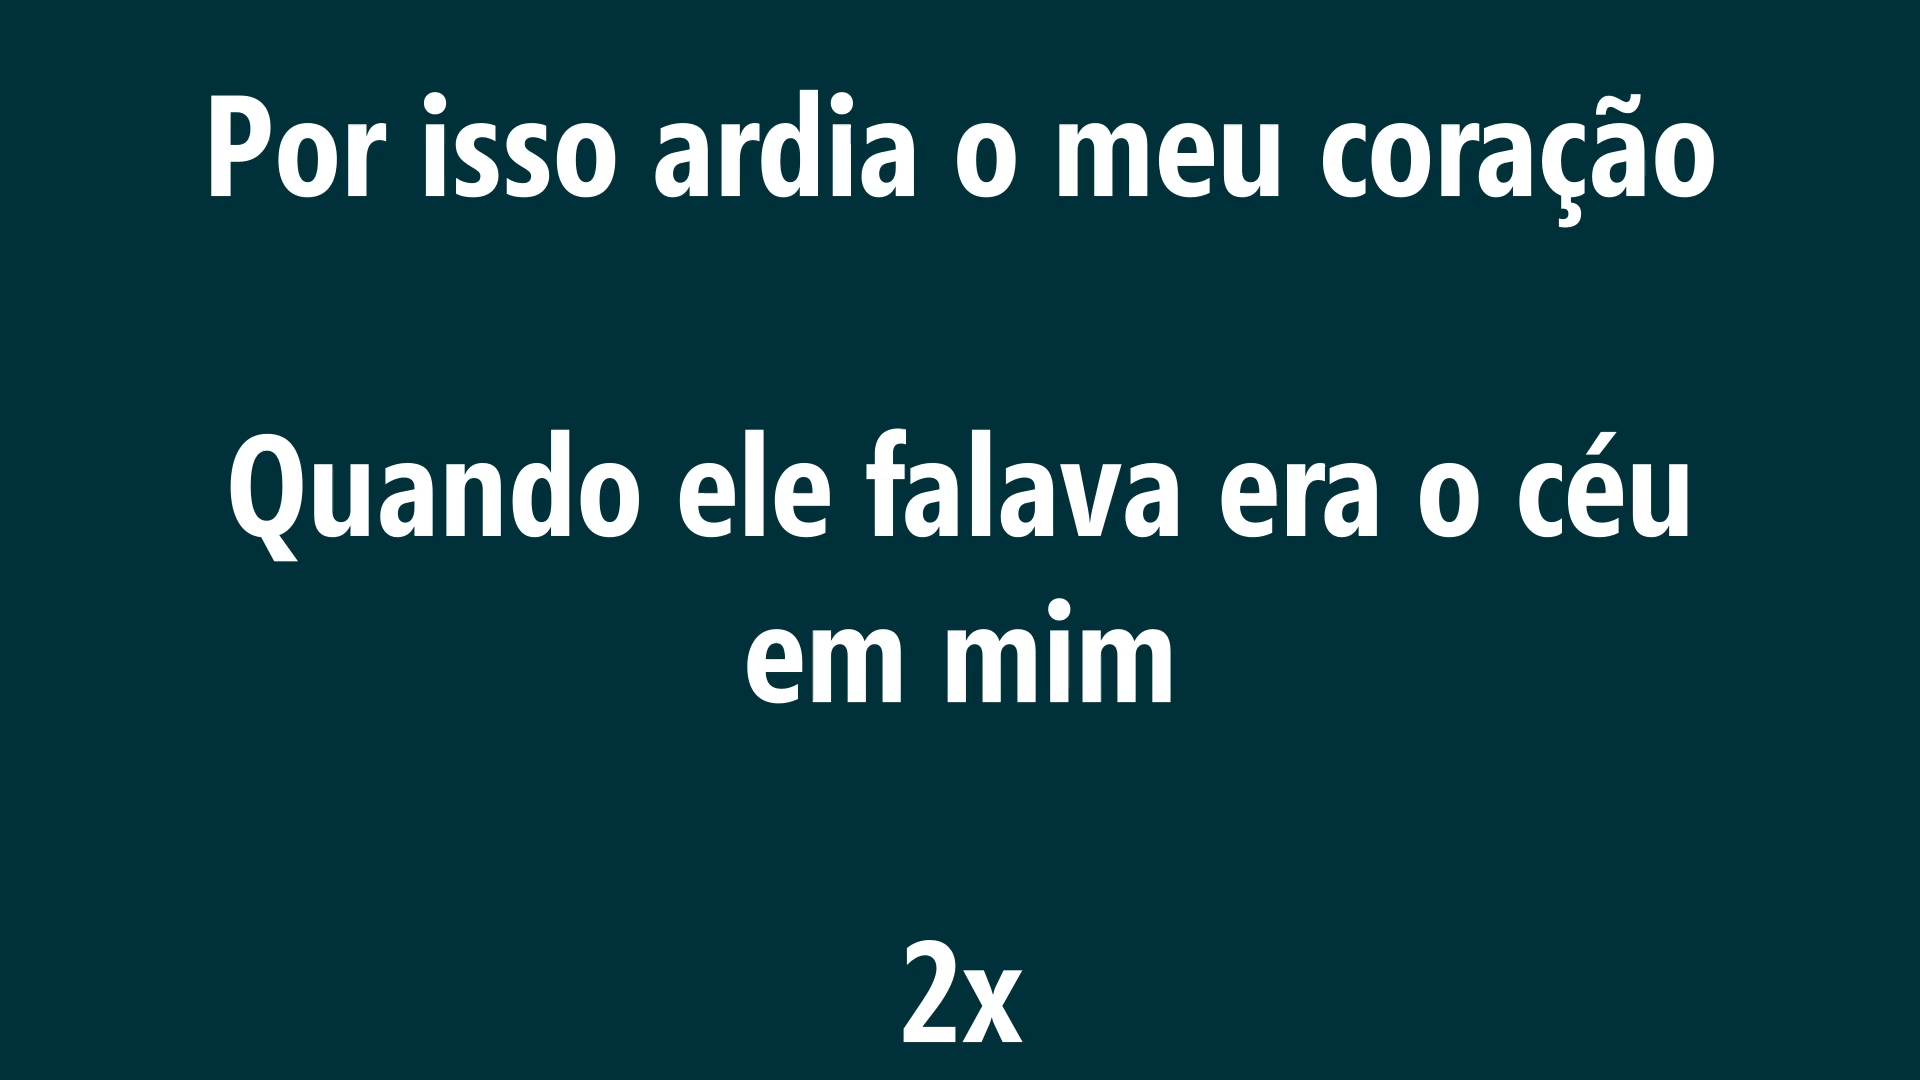 Por isso ardia o meu coração
Quando ele falava era o céu
em mim
2x